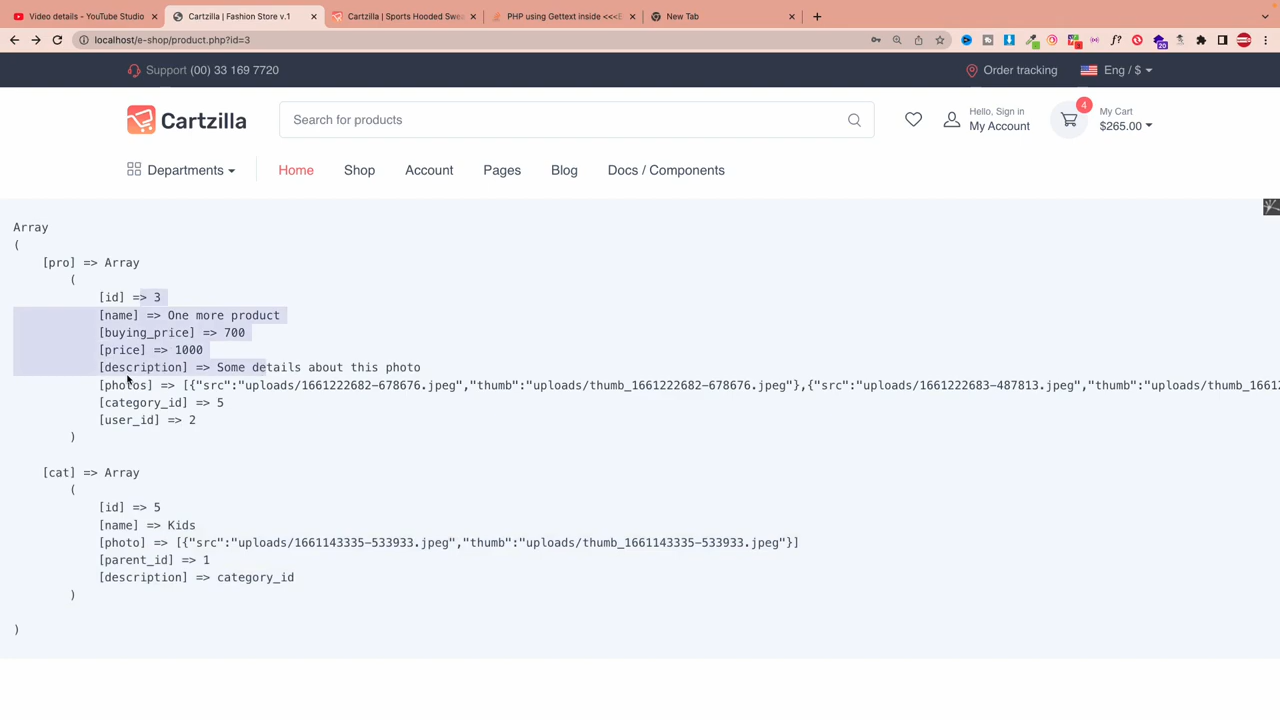 Video details - YouTube Studio
Cartzilla | Fashion Store v.1
Cartzilla | Sports Hooded Swea
PHP using Gettext inside <<<E
New Tab
localhost/e-shop/product.php?id=3
Support (00) 33 169 7720
Order tracking
Eng / $
Cartzilla
Search for products
Hello, Sign in
My Account
4
My Cart
$265.00
Departments
Home
Shop
Account
Pages
Blog
Docs / Components
Array
(
[pro] => Array
(
[id] => 3
[name] => One more product
[buying_price] => 700
[price] => 1000
[description] => Some details about this photo
[photos] => [{"src":"uploads/1661222682-678676.jpeg","thumb":"uploads/thumb_1661222682-678676.jpeg"},{"src":"uploads/1661222683-487813.jpeg","thumb":"uploads/thumb_16612
[category_id] => 5
[user_id] => 2
)
[cat] => Array
(
[id] => 5
[name] => Kids
[photo] => [{"src":"uploads/1661143335-533933.jpeg","thumb":"uploads/thumb_1661143335-533933.jpeg"}]
[parent_id] => 1
[description] => category_id
)
)